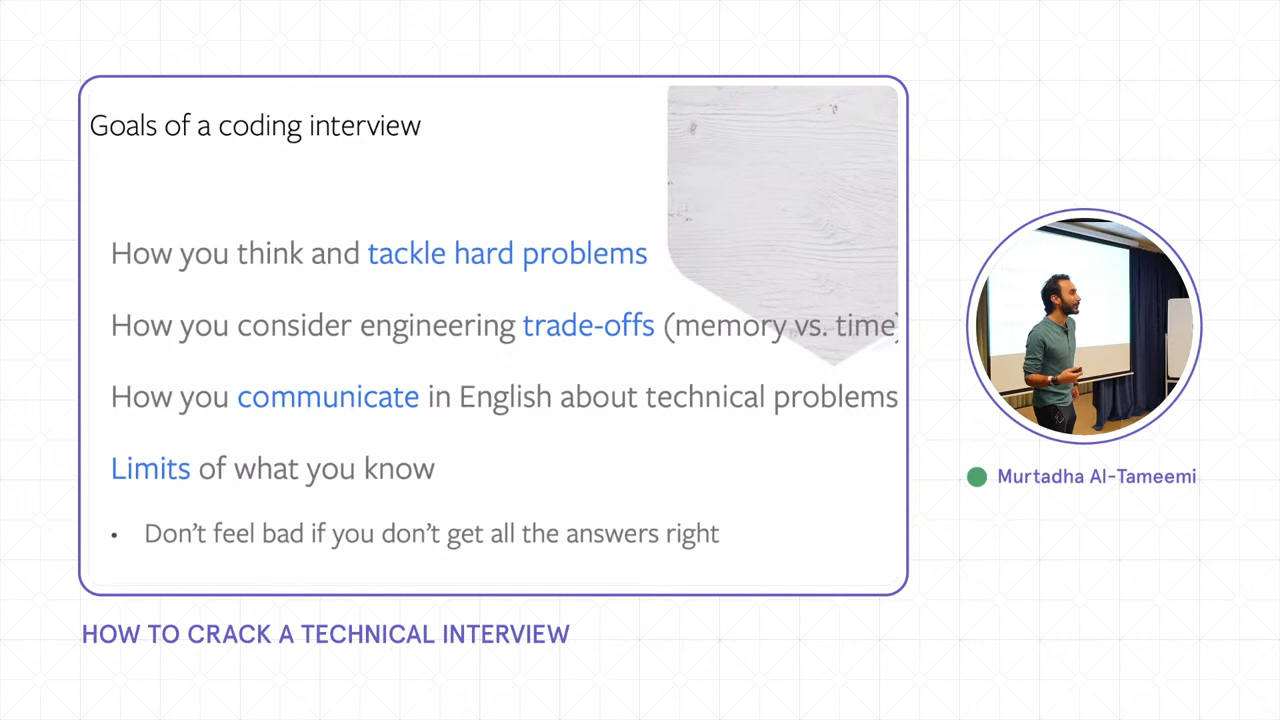 Goals of a coding interview
How you think and tackle hard problems
How you consider engineering trade-offs (memory vs. time)
How you communicate in English about technical problems
Limits of what you know
• Don’t feel bad if you don’t get all the answers right
Murtadha Al-Tameemi
HOW TO CRACK A TECHNICAL INTERVIEW